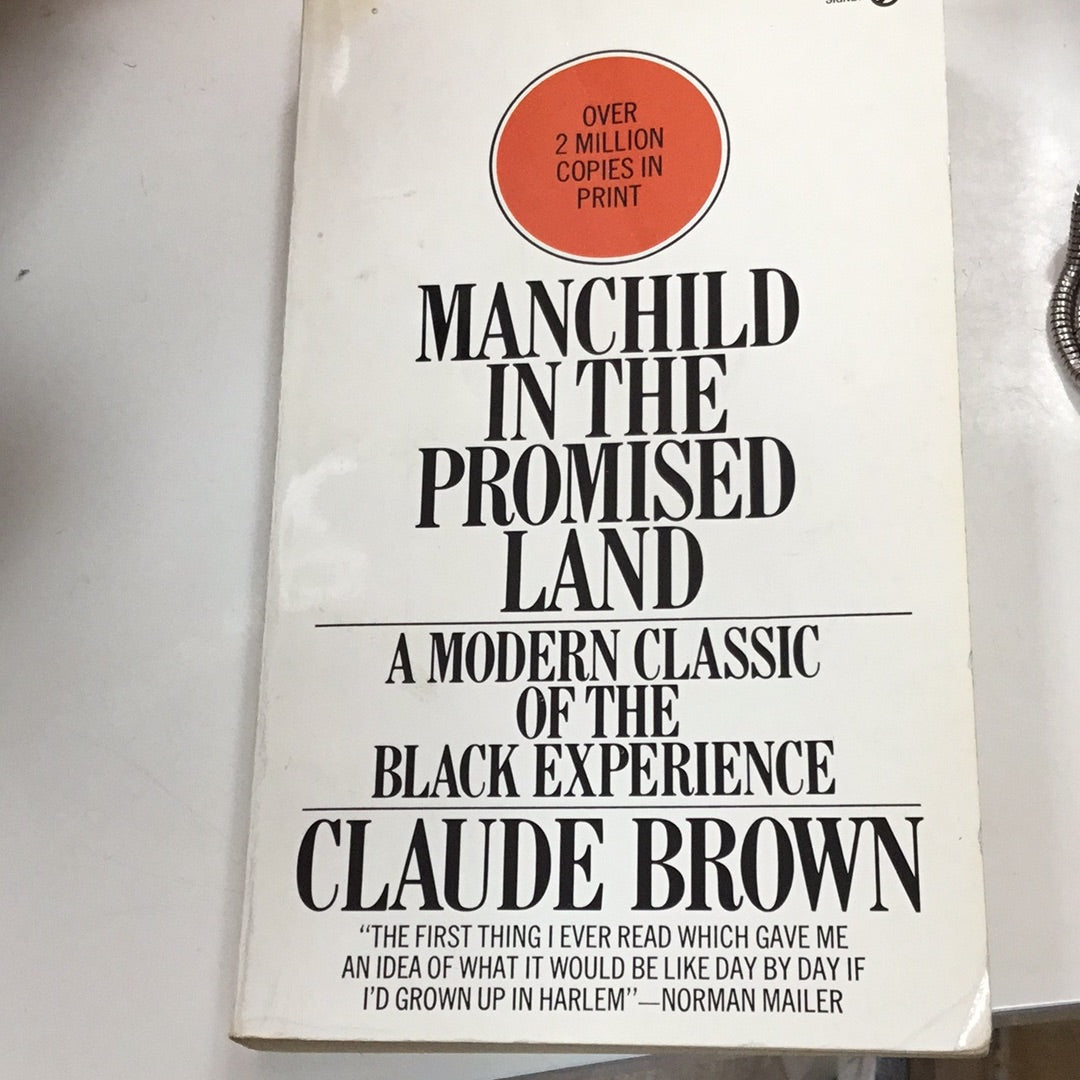 OVER
2 MILLION
COPIES IN
PRINT
MANCHILD
IN THE
PROMISED
LAND
A MODERN CLASSIC
OF THE
BLACK EXPERIENCE
CLAUDE BROWN
“THE FIRST THING I EVER READ WHICH GAVE ME
AN IDEA OF WHAT IT WOULD BE LIKE DAY BY DAY IF
I’D GROWN UP IN HARLEM”—NORMAN MAILER